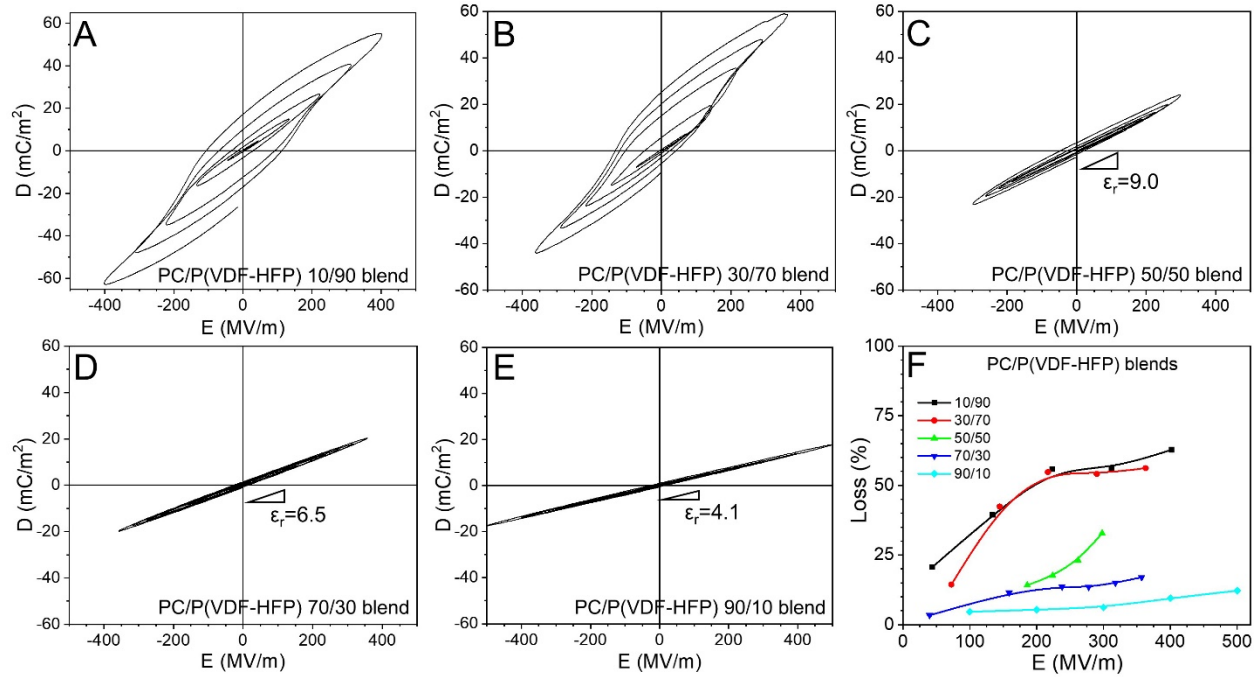 A
60
40
20
0
-20
-40
-60
D (mC/m²)
-400 -200 0 200 400
E (MV/m)
PC/P(VDF-HFP) 10/90 blend
B
60
40
20
0
-20
-40
-60
D (mC/m²)
-400 -200 0 200 400
E (MV/m)
PC/P(VDF-HFP) 30/70 blend
C
60
40
20
0
-20
-40
-60
D (mC/m²)
εr=9.0
-400 -200 0 200 400
E (MV/m)
PC/P(VDF-HFP) 50/50 blend
D
60
40
20
0
-20
-40
-60
D (mC/m²)
εr=6.5
-400 -200 0 200 400
E (MV/m)
PC/P(VDF-HFP) 70/30 blend
E
60
40
20
0
-20
-40
-60
D (mC/m²)
εr=4.1
-400 -200 0 200 400
E (MV/m)
PC/P(VDF-HFP) 90/10 blend
F
PC/P(VDF-HFP) blends
10/90
30/70
50/50
70/30
90/10
100
75
50
25
0
Loss (%)
0 100 200 300 400 500
E (MV/m)